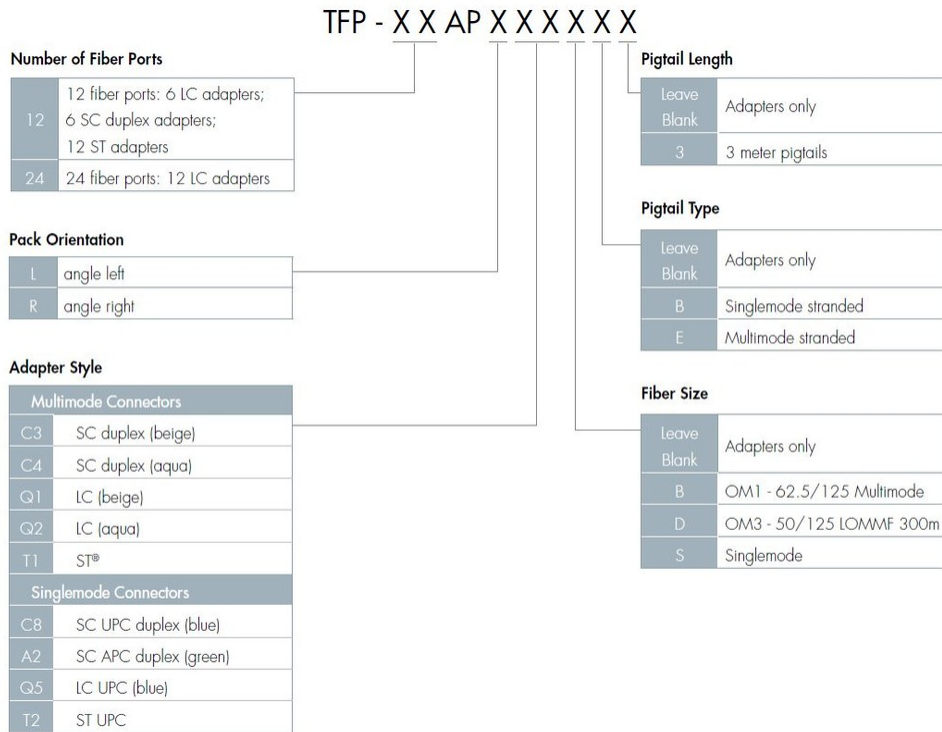 TFP - X X AP X X X X X X
Number of Fiber Ports
12
12 fiber ports: 6 LC adapters;
6 SC duplex adapters;
12 ST adapters
24 24 fiber ports: 12 LC adapters
Pack Orientation
L angle left
R angle right
Adapter Style
Multimode Connectors
C3 SC duplex (beige)
C4 SC duplex (aqua)
Q1 LC (beige)
Q2 LC (aqua)
T1 ST®
Singlemode Connectors
C8 SC UPC duplex (blue)
A2 SC APC duplex (green)
Q5 LC UPC (blue)
T2 ST UPC
Pigtail Length
Leave
Blank
Adapters only
3 3 meter pigtails
Pigtail Type
Leave
Blank
Adapters only
B Singlemode stranded
E Multimode stranded
Fiber Size
Leave
Blank
Adapters only
B OM1 - 62.5/125 Multimode
D OM3 - 50/125 LOMMF 300m
S Singlemode